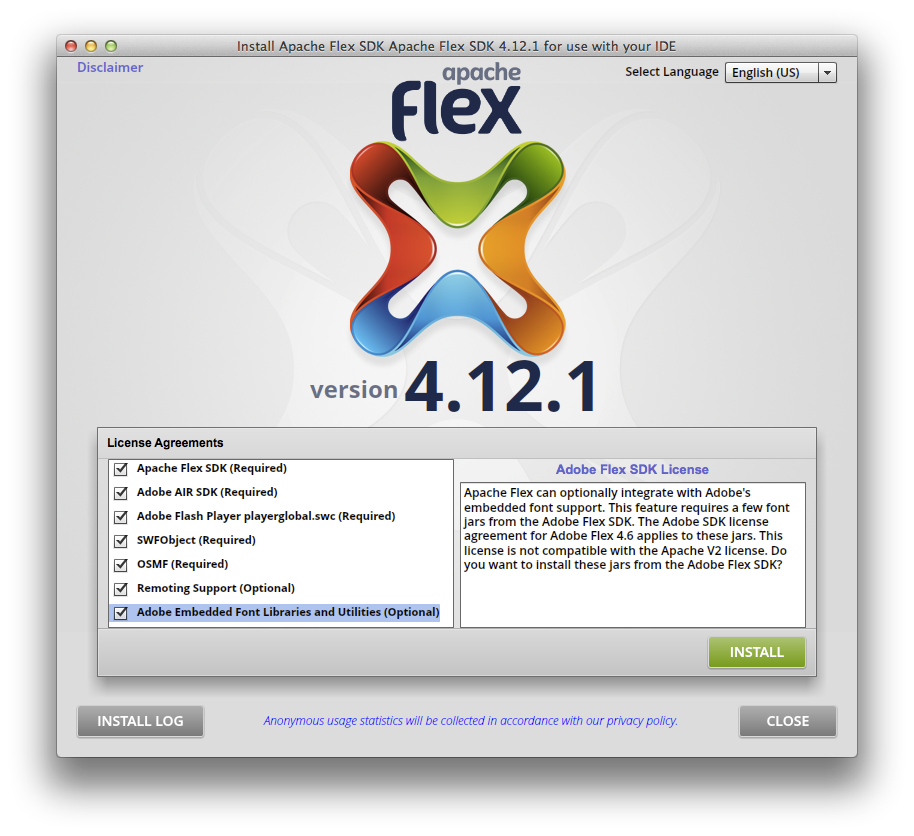 Install Apache Flex SDK Apache Flex SDK 4.12.1 for use with your IDE
Disclaimer
Select Language
English (US)
apache
flex
version 4.12.1
License Agreements
Apache Flex SDK (Required)
Adobe AIR SDK (Required)
Adobe Flash Player playerglobal.swc (Required)
SWFObject (Required)
OSMF (Required)
Remoting Support (Optional)
Adobe Embedded Font Libraries and Utilities (Optional)
Adobe Flex SDK License
Apache Flex can optionally integrate with Adobe's
embedded font support. This feature requires a few font
jars from the Adobe Flex SDK. The Adobe SDK license
agreement for Adobe Flex 4.6 applies to these jars. This
license is not compatible with the Apache V2 license. Do
you want to install these jars from the Adobe Flex SDK?
INSTALL
INSTALL LOG
Anonymous usage statistics will be collected in accordance with our privacy policy.
CLOSE